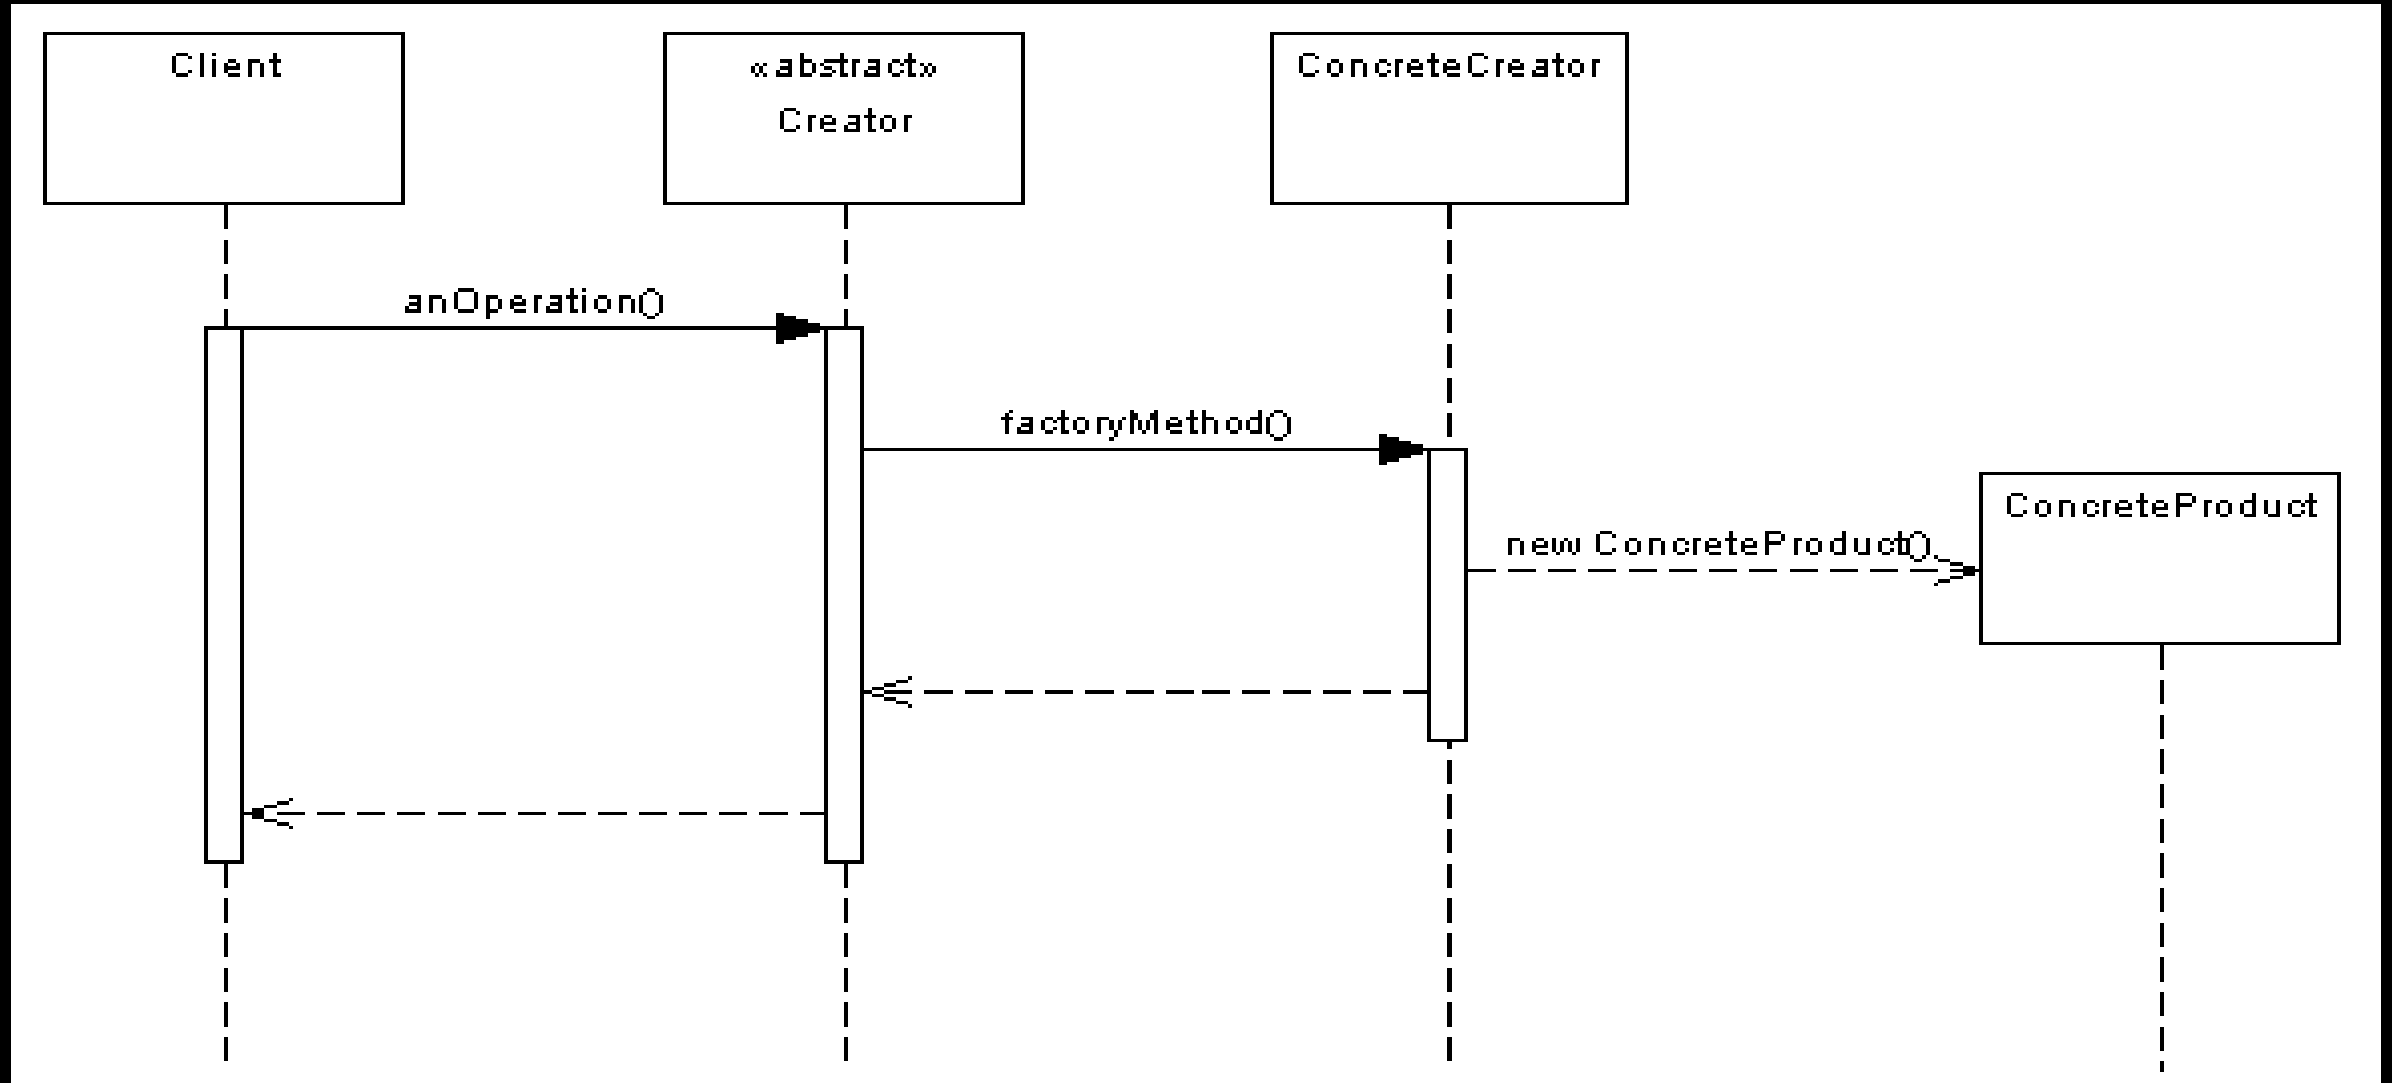 Client
«abstract»
Creator
ConcreteCreator
anOperation()
factoryMethod()
ConcreteProduct
new ConcreteProduct()